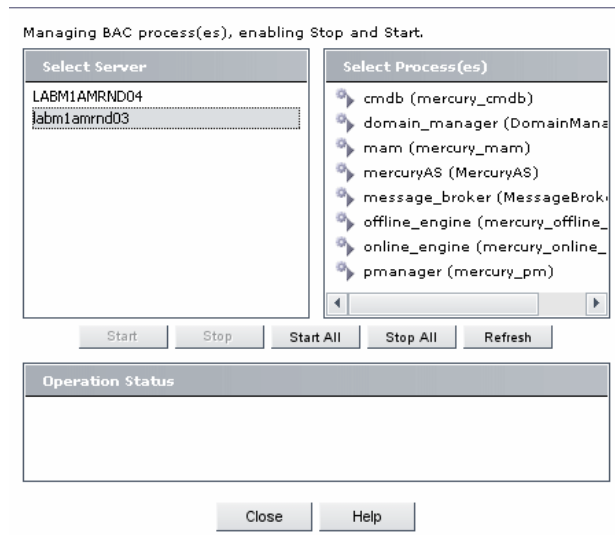 Managing BAC process(es), enabling Stop and Start.
Select Server
LABM1AMRND04
labm1amrnd03
Select Process(es)
cmdb (mercury_cmdb)
domain_manager (DomainMana
mam (mercury_mam)
mercuryAS (MercuryAS)
message_broker (MessageBrok
offline_engine (mercury_offline_
online_engine (mercury_online_
pmanager (mercury_pm)
Start Stop Start All Stop All Refresh
Operation Status
Close Help